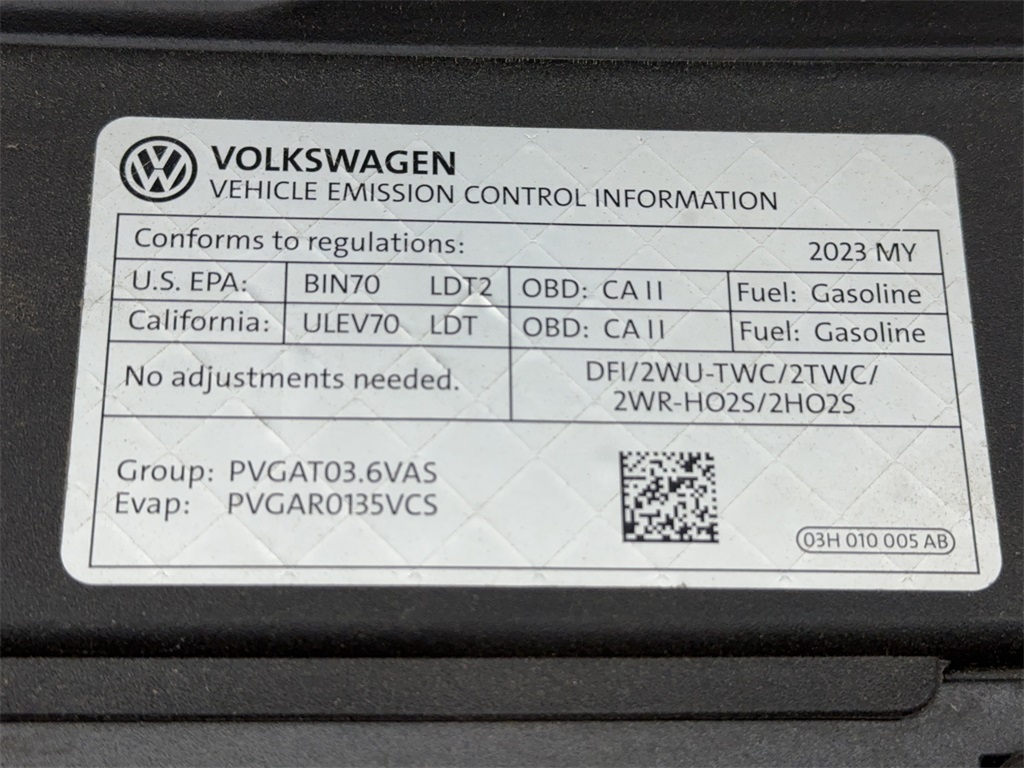 VW VOLKSWAGEN
VEHICLE EMISSION CONTROL INFORMATION
Conforms to regulations: 2023 MY
U.S. EPA: BIN70 LDT2 OBD: CA II Fuel: Gasoline
California: ULEV70 LDT OBD: CA II Fuel: Gasoline
No adjustments needed. DFI/2WU-TWC/2TWC/
2WR-HO2S/2HO2S
Group: PVGAT03.6VAS
Evap: PVGAR0135VCS
03H 010 005 AB